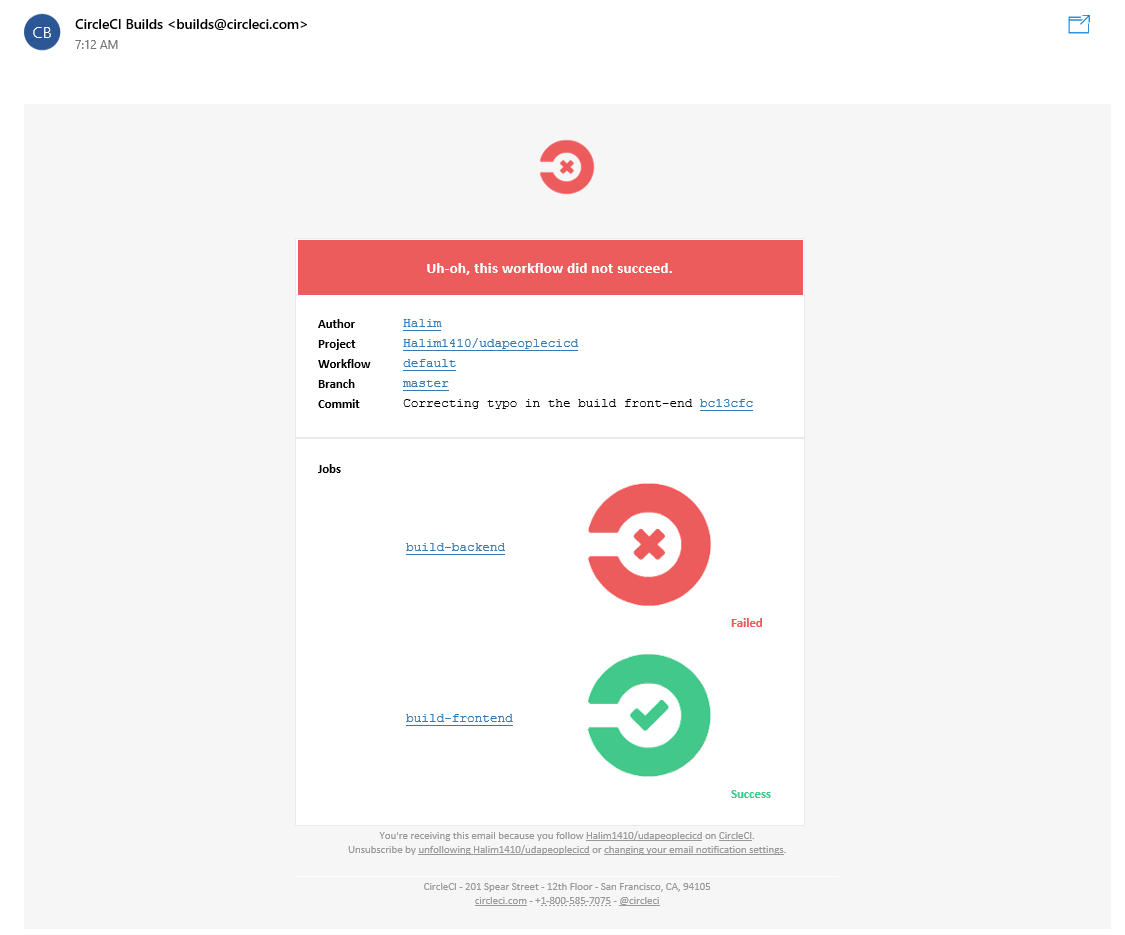 CB
CircleCI Builds <builds@circleci.com>
7:12 AM
Uh-oh, this workflow did not succeed.
Author Halim
Project Halim1410/udapeoplecicd
Workflow default
Branch master
Commit Correcting typo in the build front-end bc13cfc
Jobs
build-backend
Failed
build-frontend
Success
You're receiving this email because you follow Halim1410/udapeoplecicd on CircleCI.
Unsubscribe by unfollowing Halim1410/udapeoplecicd or changing your email notification settings.
CircleCI - 201 Spear Street - 12th Floor - San Francisco, CA, 94105
circleci.com - +1-800-585-7075 - @circleci